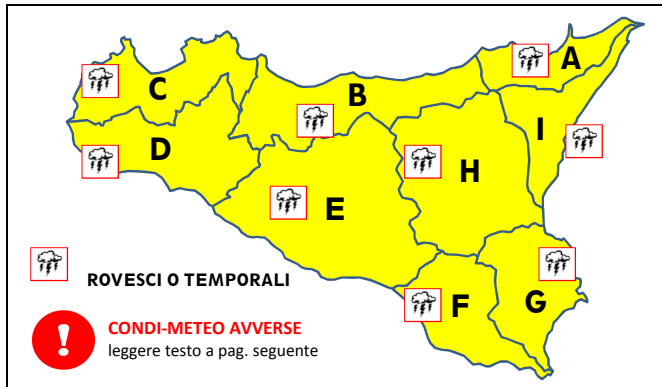 A
C
B
I
D
H
E
ROVESCI O TEMPORALI
F
G
!
CONDI-METEO AVVERSE
leggere testo a pag. seguente